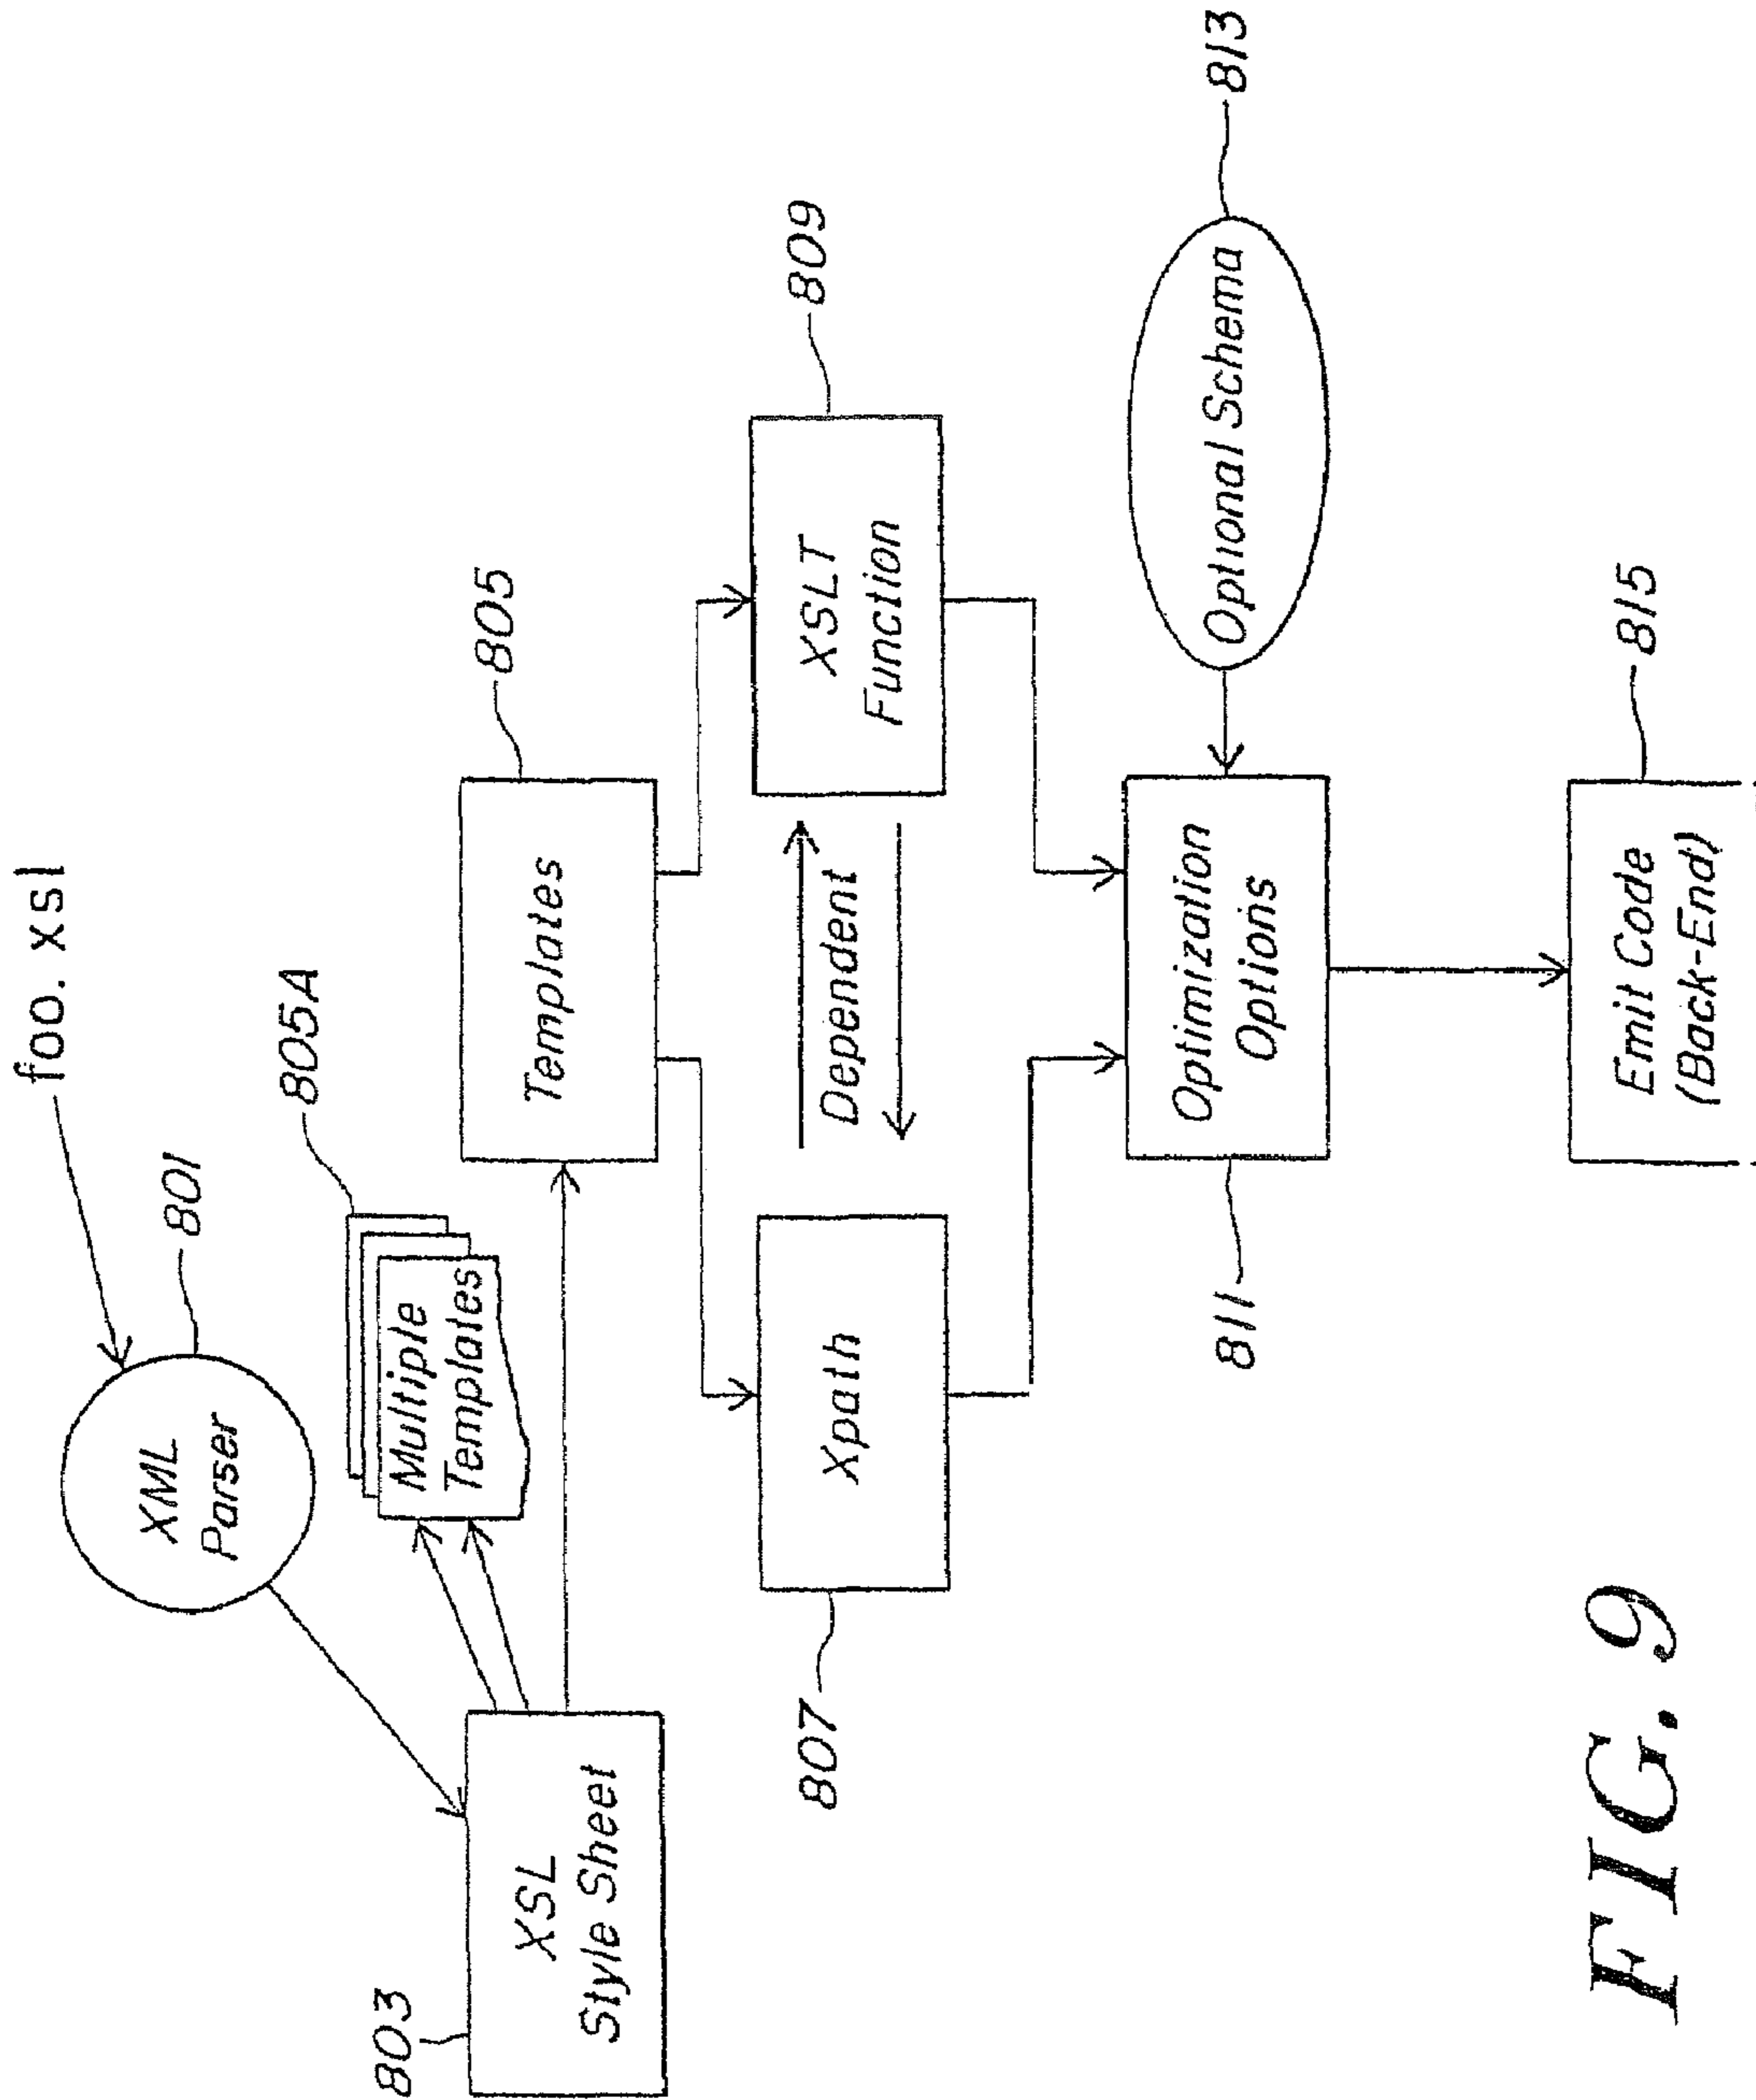 foo. xsl
801
XML
Parser
805A
Multiple
Templates
803
XSL
Style Sheet
805
Templates
807
Xpath
Dependent
809
XSLT
Function
811
Optimization
Options
813
Optional Schema
815
Emit Code
(Back-End)
FIG. 9